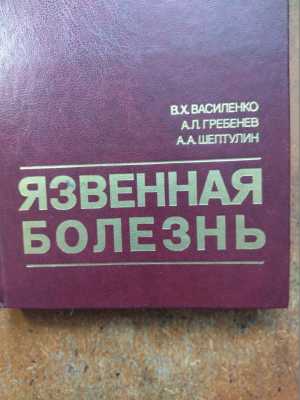 В.Х. ВАСИЛЕНКО
А.Л. ГРЕБЕНЕВ
А.А. ШЕПТУЛИН
ЯЗВЕННАЯ
БОЛЕЗНЬ